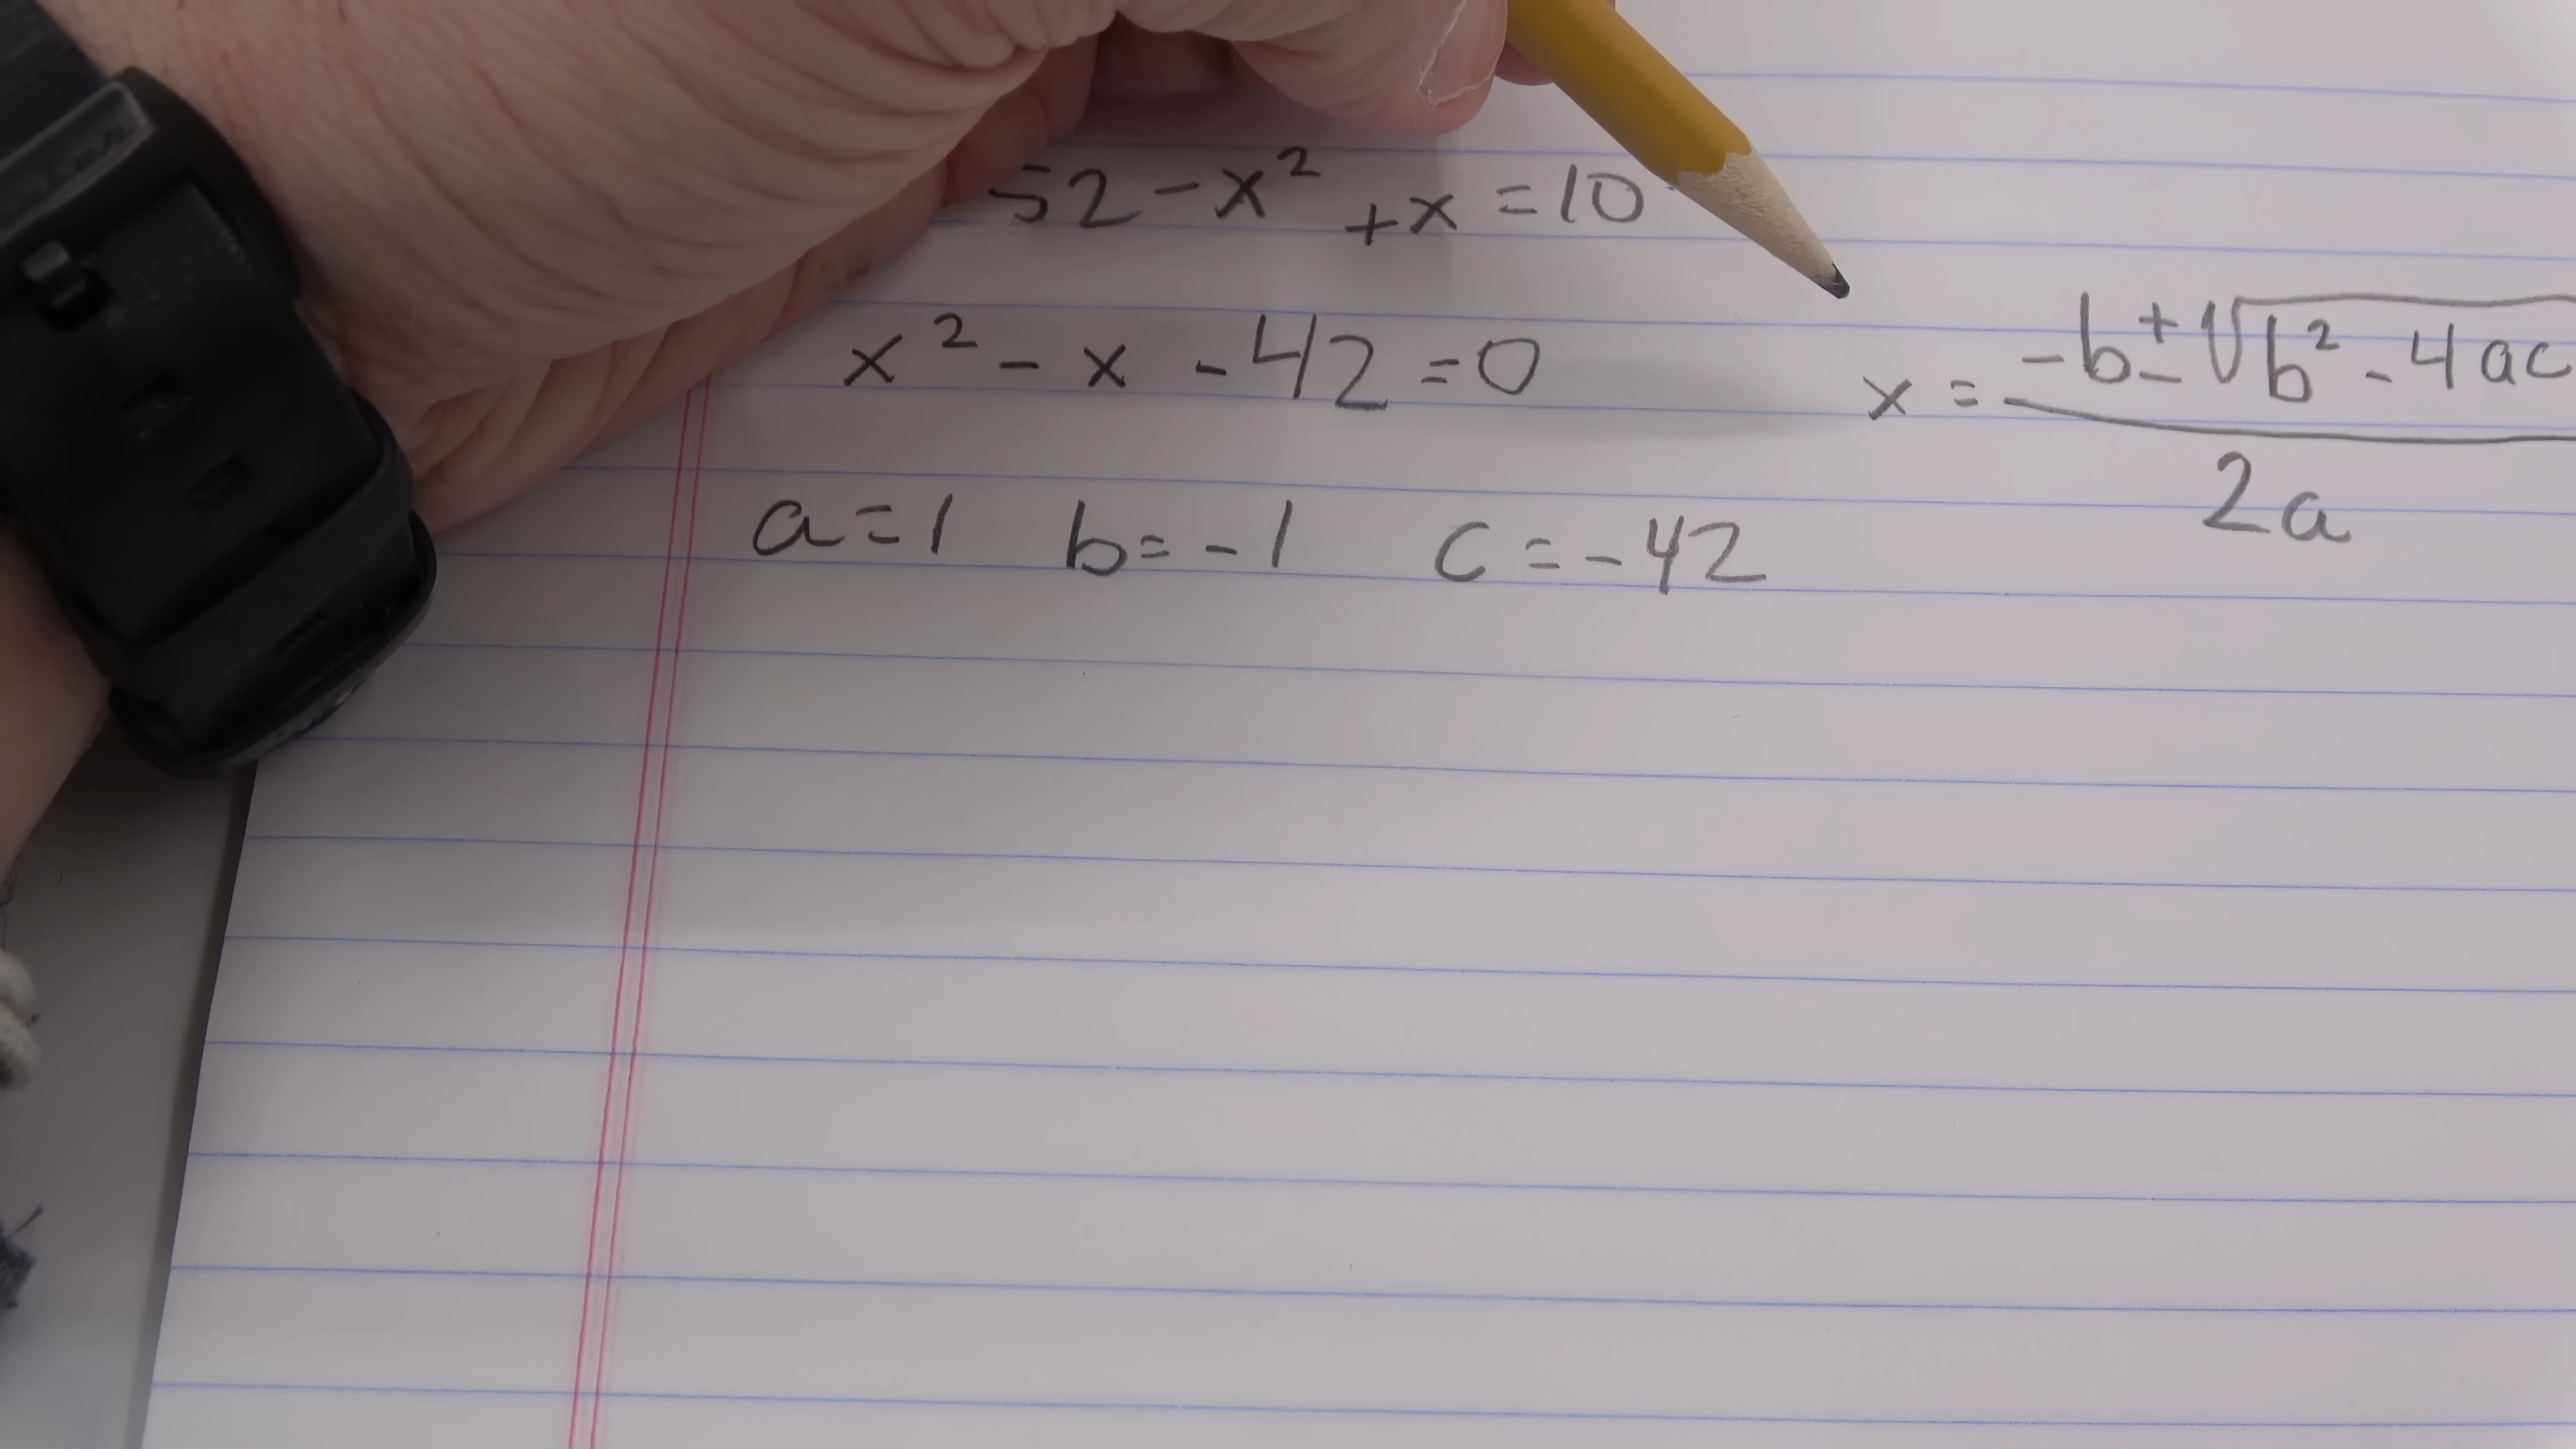 52 - x² + x = 10
x² - x - 42 = 0
x = -b ± √b² - 4ac
2a
a = 1 b = -1 c = -42